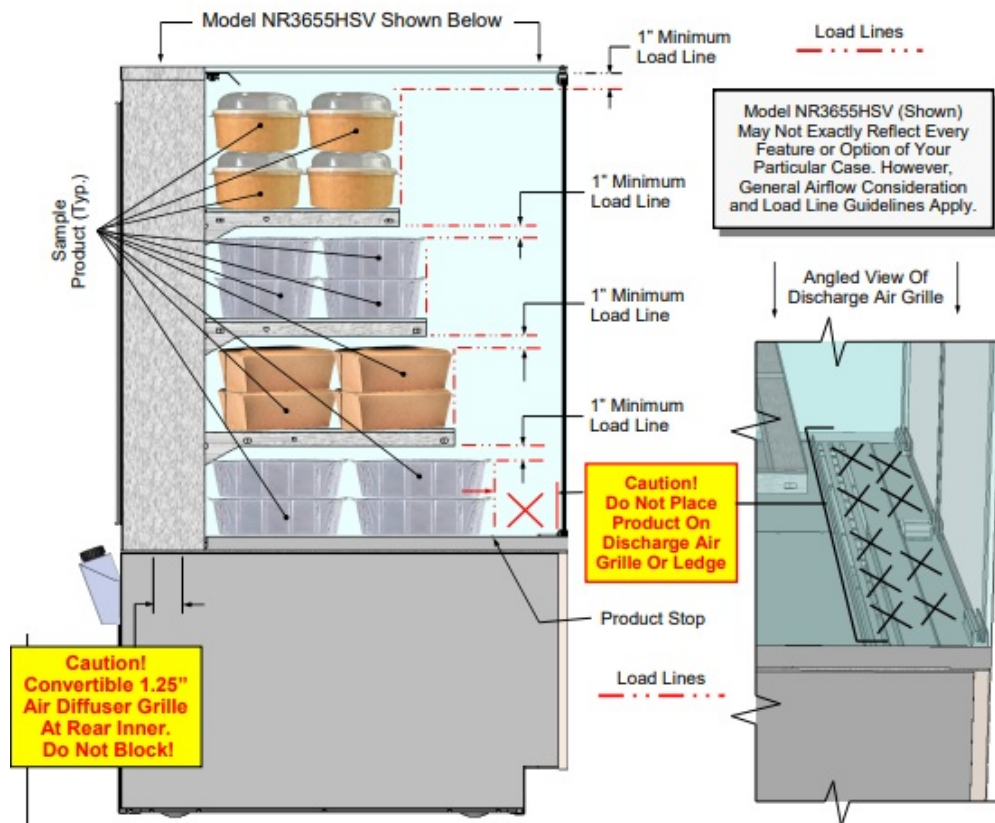 Model NR3655HSV Shown Below
1” Minimum
Load Line
Load Lines
Model NR3655HSV (Shown)
May Not Exactly Reflect Every
Feature or Option of Your
Particular Case. However,
General Airflow Consideration
and Load Line Guidelines Apply.
Sample
Product (Typ.)
1” Minimum
Load Line
1” Minimum
Load Line
1” Minimum
Load Line
Angled View Of
Discharge Air Grille
Caution!
Do Not Place
Product On
Discharge Air
Grille Or Ledge
Product Stop
Caution!
Convertible 1.25”
Air Diffuser Grille
At Rear Inner.
Do Not Block!
Load Lines